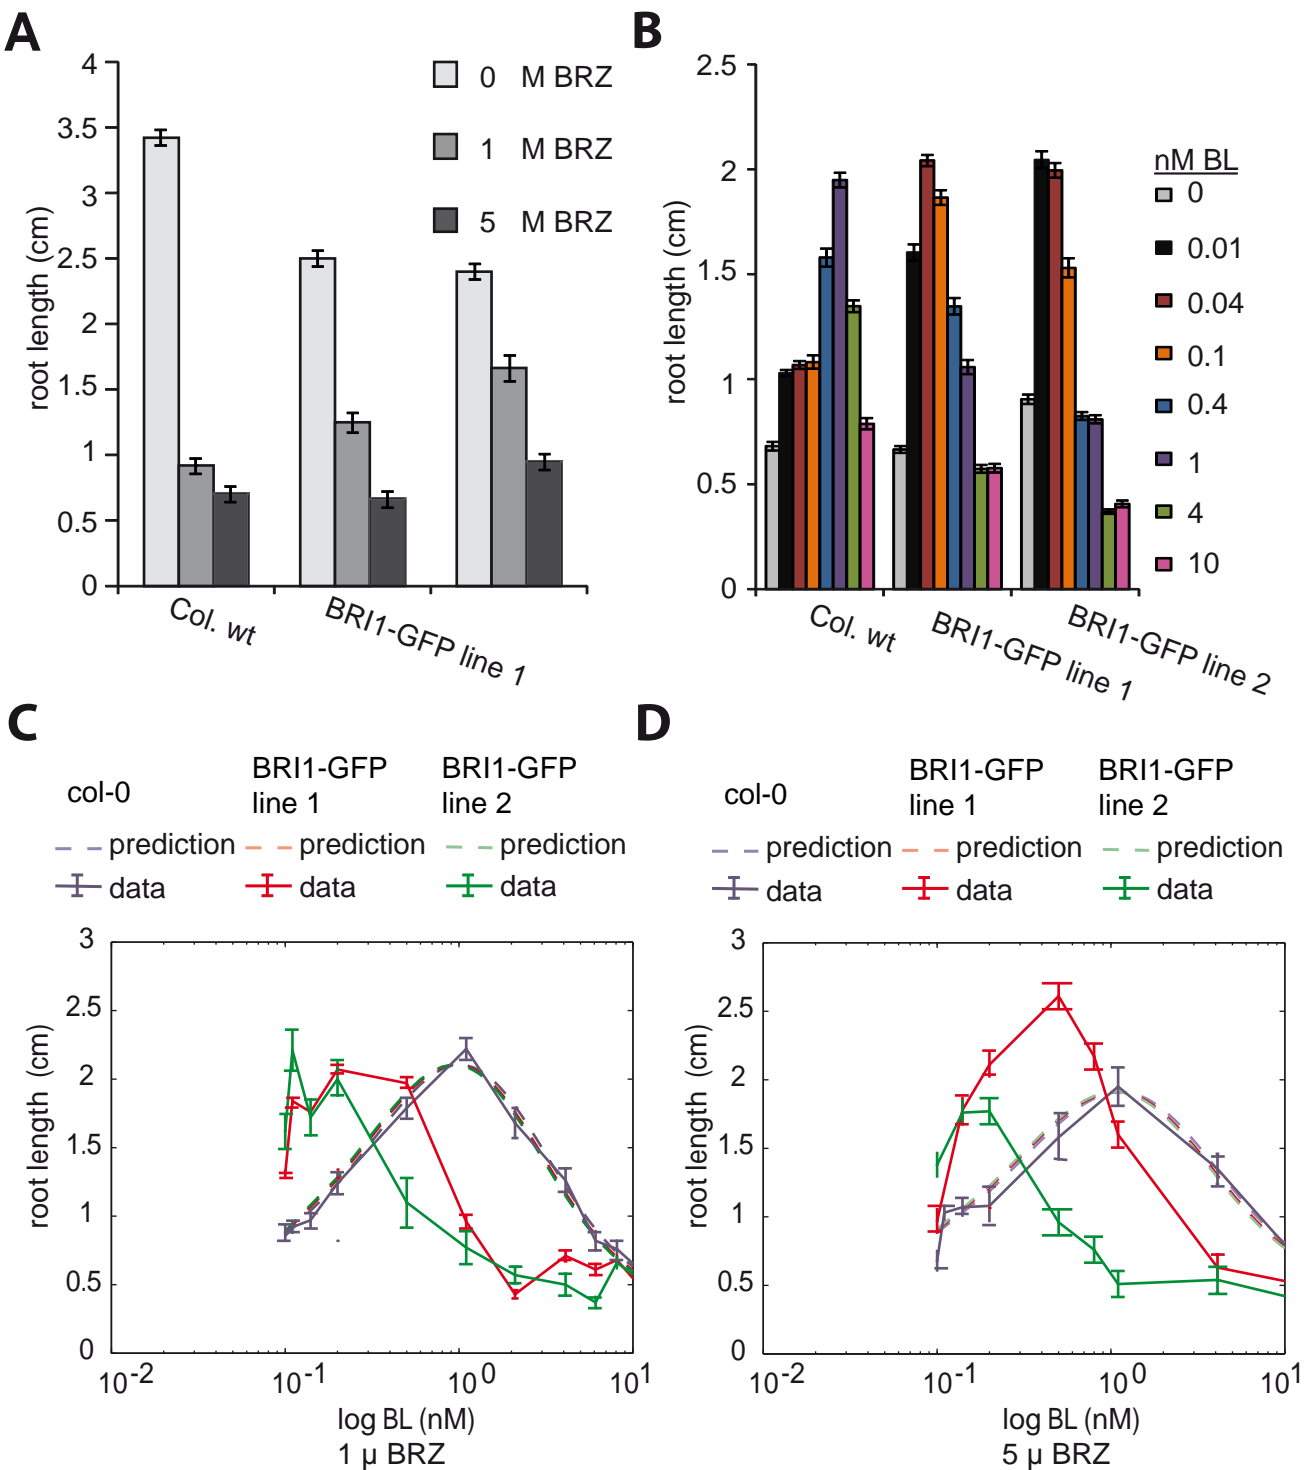 A
4
3.5
3
2.5
2
1.5
1
0.5
0
root length (cm)
0 M BRZ
1 M BRZ
5 M BRZ
Col. wt
BRI1-GFP line 1
B
2.5
2
1.5
1
0.5
0
root length (cm)
nM BL
0
0.01
0.04
0.1
0.4
1
4
10
Col. wt
BRI1-GFP line 1
BRI1-GFP line 2
C
col-0
BRI1-GFP
line 1
BRI1-GFP
line 2
prediction
prediction
prediction
data
data
data
3
2.5
2
1.5
1
0.5
0
root length (cm)
10-2
10-1
100
101
log BL (nM)
1 μ BRZ
D
col-0
BRI1-GFP
line 1
BRI1-GFP
line 2
prediction
prediction
prediction
data
data
data
3
2.5
2
1.5
1
0.5
0
root length (cm)
10-2
10-1
100
101
log BL (nM)
5 μ BRZ